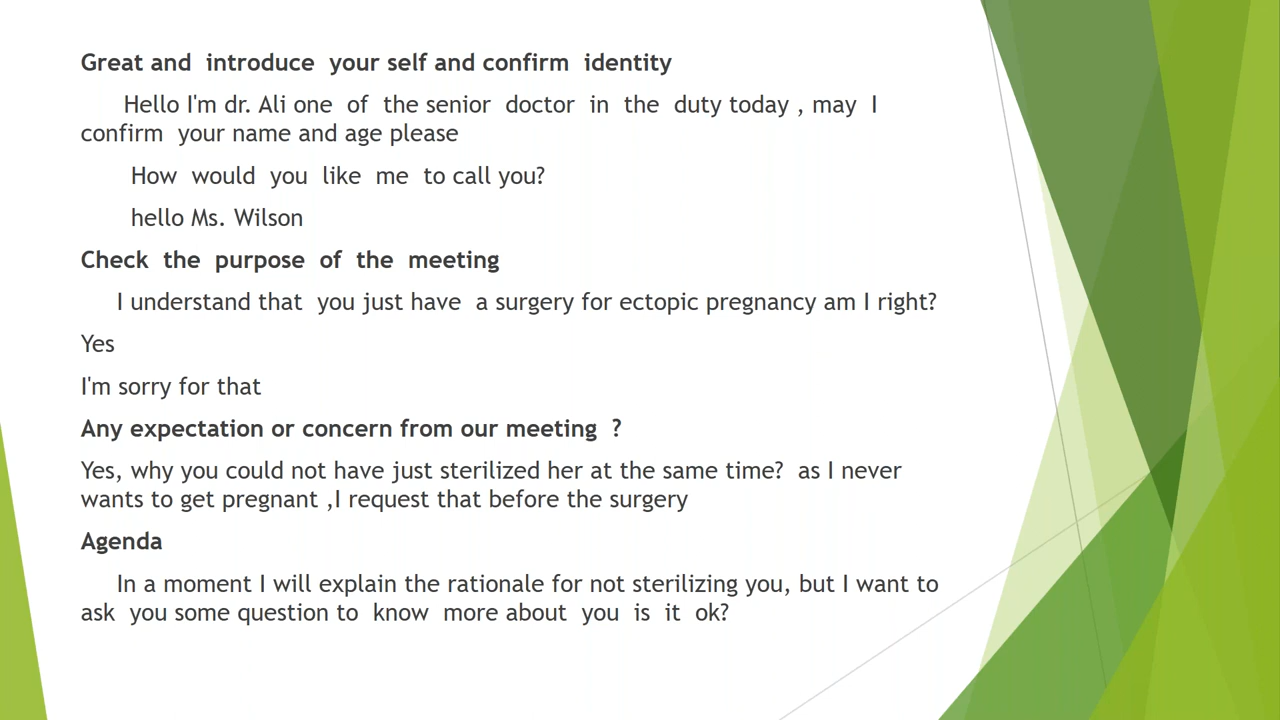 Great and introduce your self and confirm identity
Hello I'm dr. Ali one of the senior doctor in the duty today , may I
confirm your name and age please
How would you like me to call you?
hello Ms. Wilson
Check the purpose of the meeting
I understand that you just have a surgery for ectopic pregnancy am I right?
Yes
I'm sorry for that
Any expectation or concern from our meeting ?
Yes, why you could not have just sterilized her at the same time? as I never
wants to get pregnant ,I request that before the surgery
Agenda
In a moment I will explain the rationale for not sterilizing you, but I want to
ask you some question to know more about you is it ok?